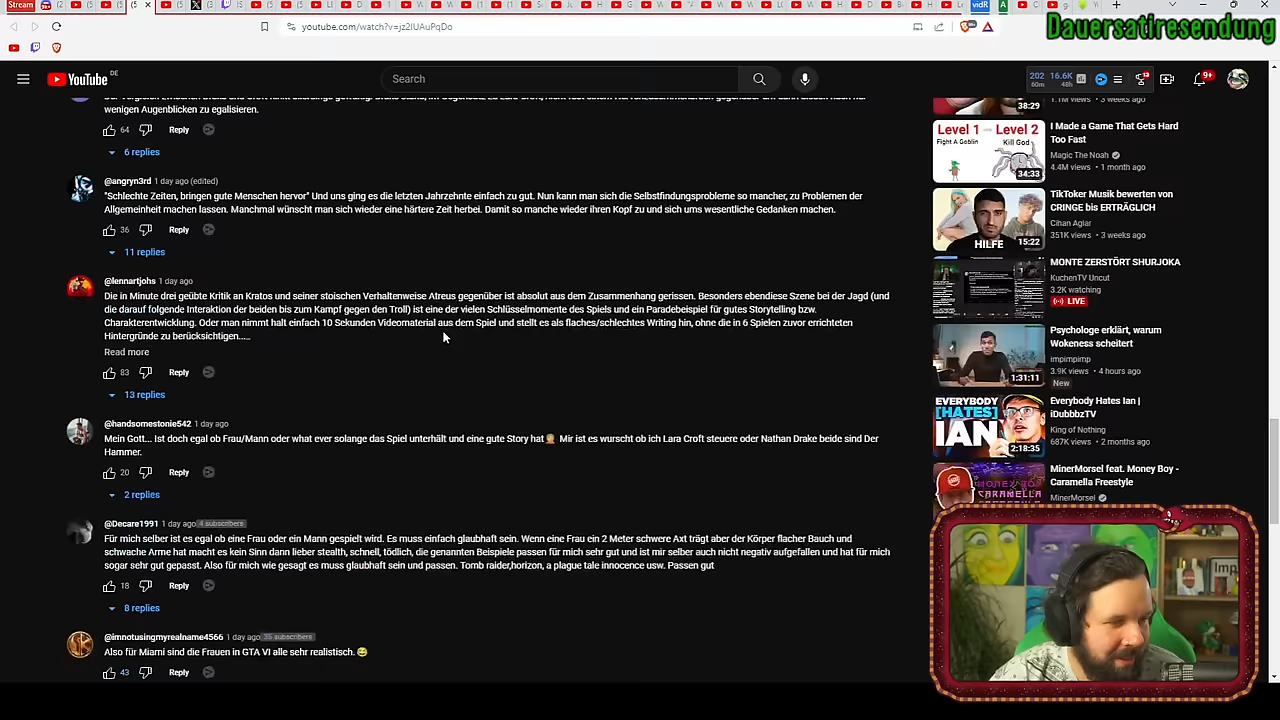 Stream
vidR
youtube.com/watch?v=jz2IUAuPqDo
Dauersatiresendung
YouTube DE
Search
202 16.6K
60m 48h
13
9+
wenigen Augenblicken zu egalisieren.
64 Reply
6 replies
@angryn3rd 1 day ago (edited)
"Schlechte Zeiten, bringen gute Menschen hervor" Und uns ging es die letzten Jahrzehnte einfach zu gut. Nun kann man sich die Selbstfindungsprobleme so mancher, zu Problemen der
Allgemeinheit machen lassen. Manchmal wünscht man sich wieder eine härtere Zeit herbei. Damit so manche wieder ihren Kopf zu und sich ums wesentliche Gedanken machen.
36 Reply
11 replies
@lennartjohs 1 day ago
Die in Minute drei geübte Kritik an Kratos und seiner stoischen Verhaltenweise Atreus gegenüber ist absolut aus dem Zusammenhang gerissen. Besonders ebendiese Szene bei der Jagd (und
die darauf folgende Interaktion der beiden bis zum Kampf gegen den Troll) ist eine der vielen Schlüsselmomente des Spiels und ein Paradebeispiel für gutes Storytelling bzw.
Charakterentwicklung. Oder man nimmt halt einfach 10 Sekunden Videomaterial aus dem Spiel und stellt es als flaches/schlechtes Writing hin, ohne die in 6 Spielen zuvor errichteten
Hintergründe zu berücksichtigen.…
Read more
83 Reply
13 replies
@handsomestonie542 1 day ago
Mein Gott... Ist doch egal ob Frau/Mann oder what ever solange das Spiel unterhält und eine gute Story hat🤦 Mir ist es wurscht ob ich Lara Croft steuere oder Nathan Drake beide sind Der
Hammer.
20 Reply
2 replies
@Decare1991 1 day ago 4 subscribers
Für mich selber ist es egal ob eine Frau oder ein Mann gespielt wird. Es muss einfach glaubhaft sein. Wenn eine Frau ein 2 Meter schwere Axt trägt aber der Körper flacher Bauch und
schwache Arme hat macht es kein Sinn dann lieber stealth, schnell, tödlich, die genannten Beispiele passen für mich sehr gut und ist mir selber auch nicht negativ aufgefallen und hat für mich
sogar sehr gut gepasst. Also für mich wie gesagt es muss glaubhaft sein und passen. Tomb raider,horizon, a plague tale innocence usw. Passen gut
18 Reply
8 replies
@imnotusingmyrealname4566 1 day ago 35 subscribers
Also für Miami sind die Frauen in GTA VI alle sehr realistisch. 😂
43 Reply
38:29
1.1M views • 3 weeks ago
Level 1 Level 2
Fight A Goblin Kill God
34:33
I Made a Game That Gets Hard
Too Fast
Magic The Noah
4.4M views • 1 month ago
HILFE
15:22
TikToker Musik bewerten von
CRINGE bis ERTRÄGLICH
Cihan Aglar
351K views • 3 weeks ago
MONTE ZERSTÖRT SHURJOKA
KuchenTV Uncut
3.2K watching
LIVE
1:31:11
Psychologe erklärt, warum
Wokeness scheitert
impimpimp
3.9K views • 4 hours ago
New
EVERYBODY
[HATES]
IAN
2:18:35
Everybody Hates Ian |
iDubbbzTV
King of Nothing
687K views • 2 months ago
MONEY TO
CARAMELLA
MinerMorsel feat. Money Boy -
Caramella Freestyle
MinerMorsel
Imp